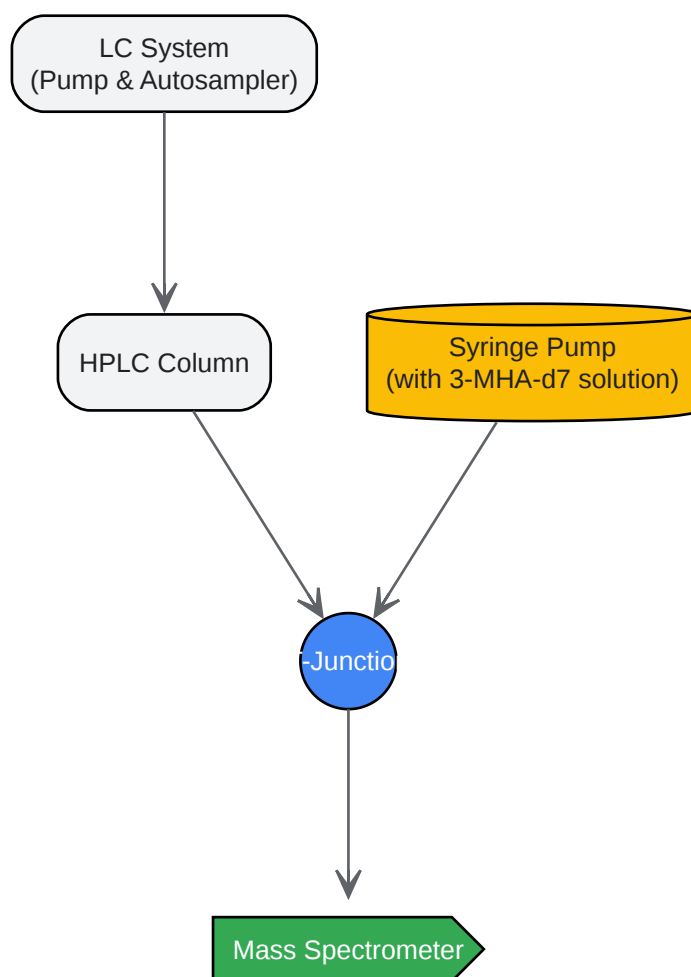 LC System
(Pump & Autosampler)
HPLC Column
Syringe Pump
(with 3-MHA-d7 solution)
-Junctio
Mass Spectrometer